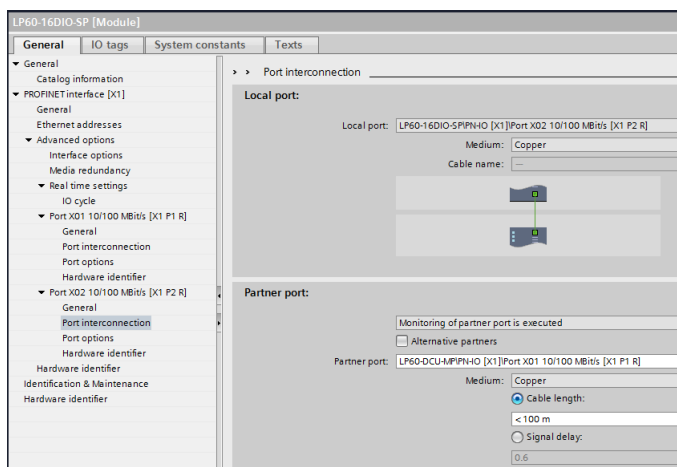 LP60-16DIO-SP [Module]
General IO tags System constants Texts
General
Catalog information
PROFINET interface [X1]
General
Ethernet addresses
Advanced options
Interface options
Media redundancy
Real time settings
IO cycle
Port X01 10/100 MBit/s [X1 P1 R]
General
Port interconnection
Port options
Hardware identifier
Port X02 10/100 MBit/s [X1 P2 R]
General
Port interconnection
Port options
Hardware identifier
Hardware identifier
Identification & Maintenance
Hardware identifier
> > Port interconnection
Local port:
Local port: LP60-16DIO-SP\PN-IO [X1]\Port X02 10/100 MBit/s [X1 P2 R]
Medium: Copper
Cable name: —
Partner port:
Monitoring of partner port is executed
Alternative partners
Partner port: LP60-DCU-MP\PN-IO [X1]\Port X01 10/100 MBit/s [X1 P1 R]
Medium: Copper
Cable length:
< 100 m
Signal delay:
0.6